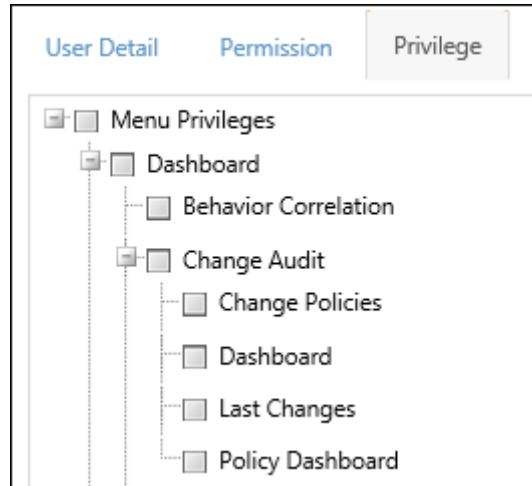 User Detail Permission Privilege
Menu Privileges
Dashboard
Behavior Correlation
Change Audit
Change Policies
Dashboard
Last Changes
Policy Dashboard